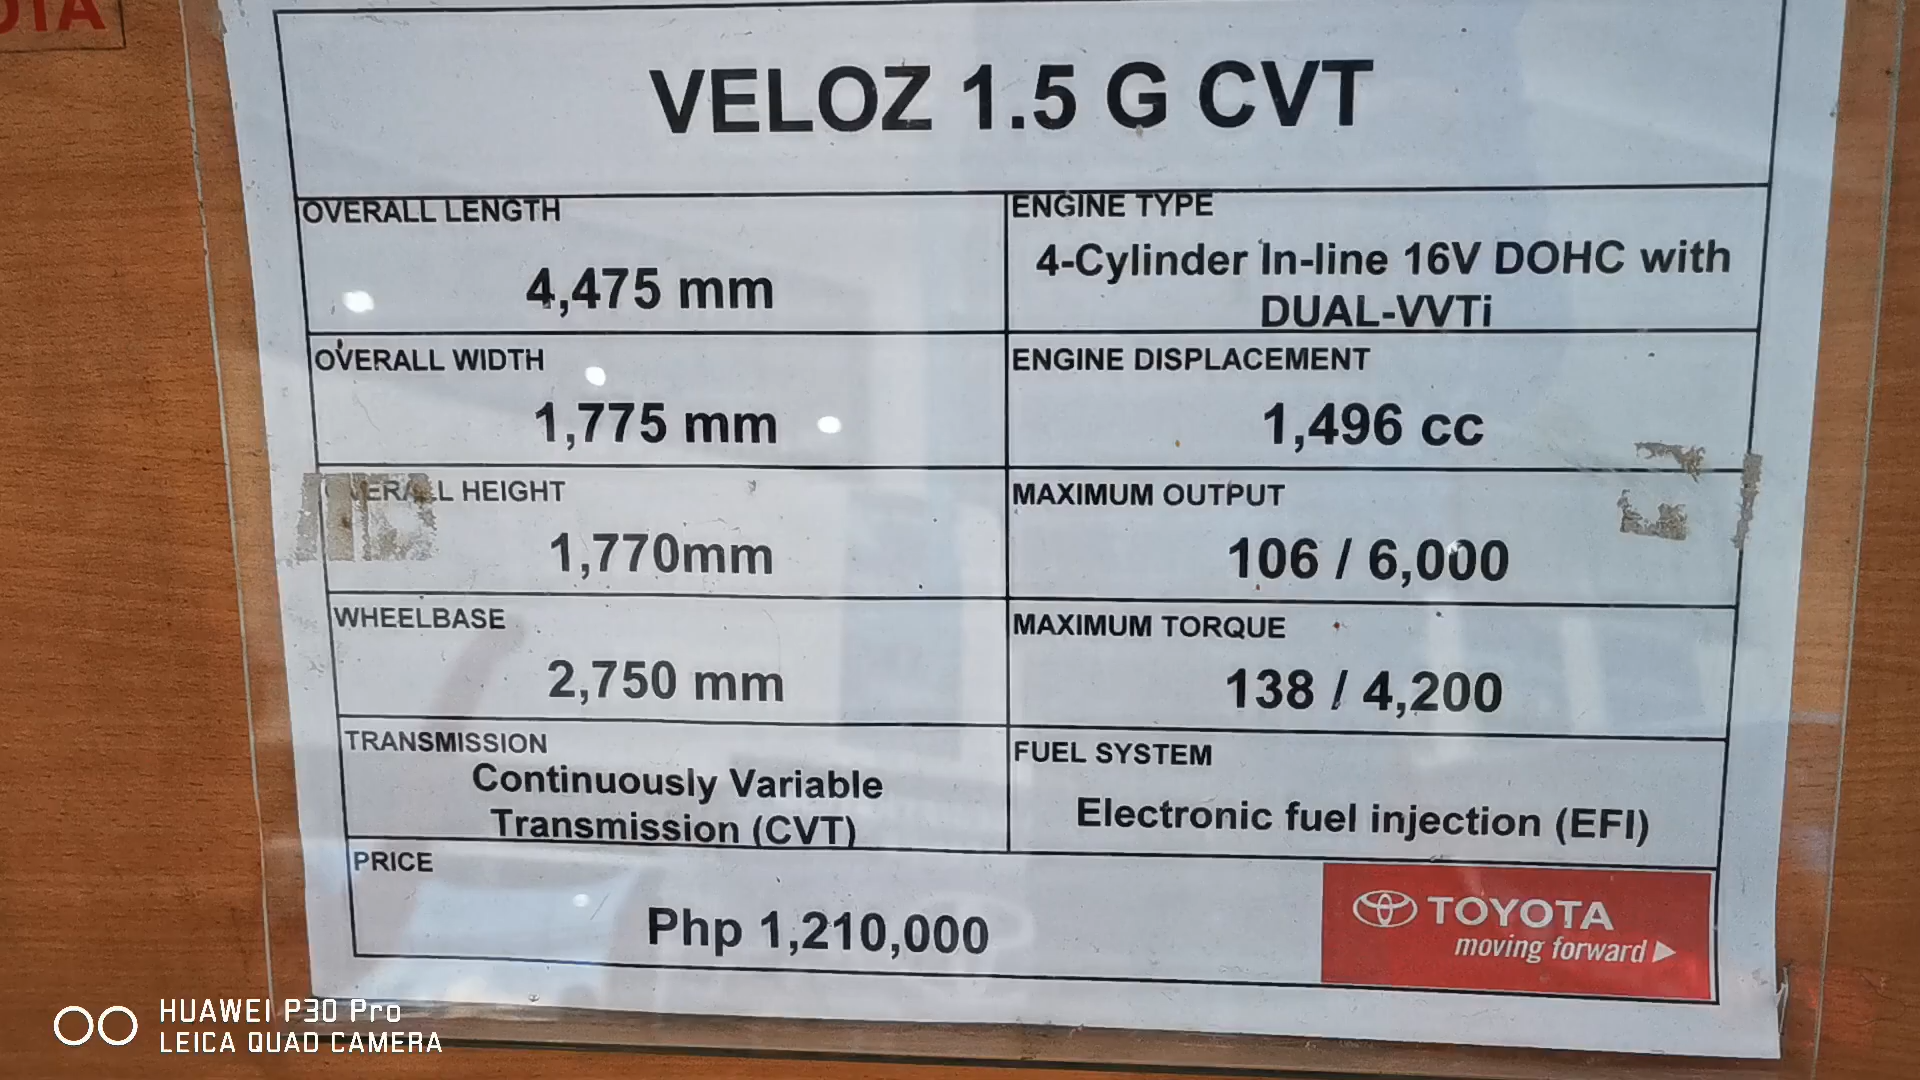 OTA
VELOZ 1.5 G CVT
OVERALL LENGTH
4,475 mm
ENGINE TYPE
4-Cylinder In-line 16V DOHC with
DUAL-VVTi
OVERALL WIDTH
1,775 mm
ENGINE DISPLACEMENT
1,496 cc
OVERALL HEIGHT
1,770mm
MAXIMUM OUTPUT
106 / 6,000
WHEELBASE
2,750 mm
MAXIMUM TORQUE
138 / 4,200
TRANSMISSION
Continuously Variable
Transmission (CVT)
FUEL SYSTEM
Electronic fuel injection (EFI)
PRICE
Php 1,210,000
TOYOTA
moving forward
HUAWEI P30 Pro
LEICA QUAD CAMERA